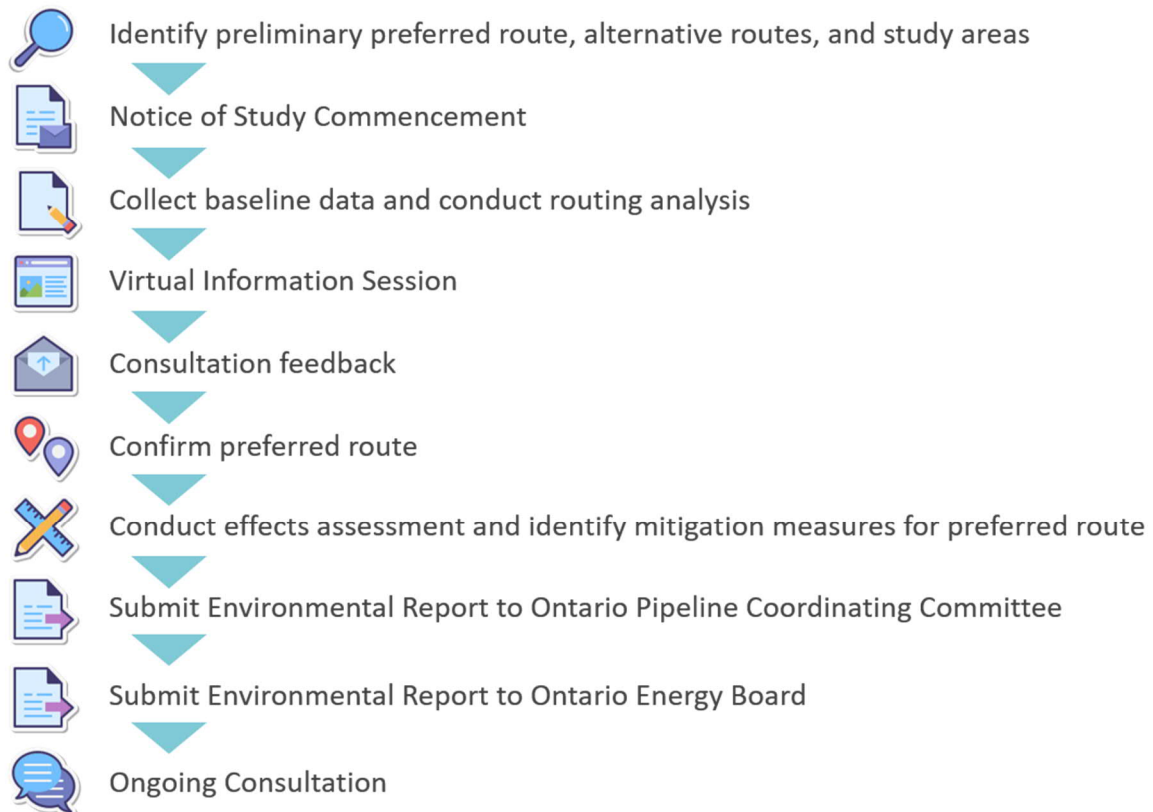 Identify preliminary preferred route, alternative routes, and study areas
Notice of Study Commencement
Collect baseline data and conduct routing analysis
Virtual Information Session
Consultation feedback
Confirm preferred route
Conduct effects assessment and identify mitigation measures for preferred route
Submit Environmental Report to Ontario Pipeline Coordinating Committee
Submit Environmental Report to Ontario Energy Board
Ongoing Consultation